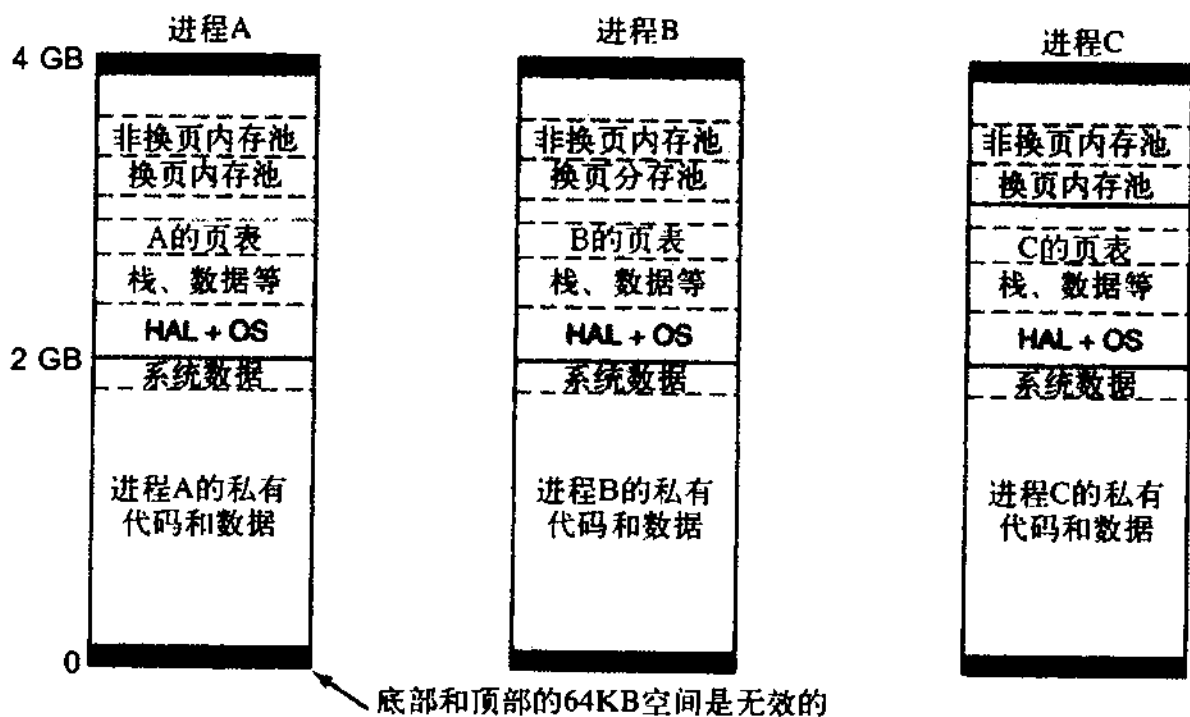 进程A
4 GB
非换页内存池
换页内存池
A的页表
栈、数据等
HAL + OS
2 GB
系统数据
进程A的私有
代码和数据
0
进程B
非换页内存池
换页分存池
B的页表
栈、数据等
HAL + OS
系统数据
进程B的私有
代码和数据
进程C
非换页内存池
换页内存池
C的页表
栈、数据等
HAL + OS
系统数据
进程C的私有
代码和数据
底部和顶部的64KB空间是无效的